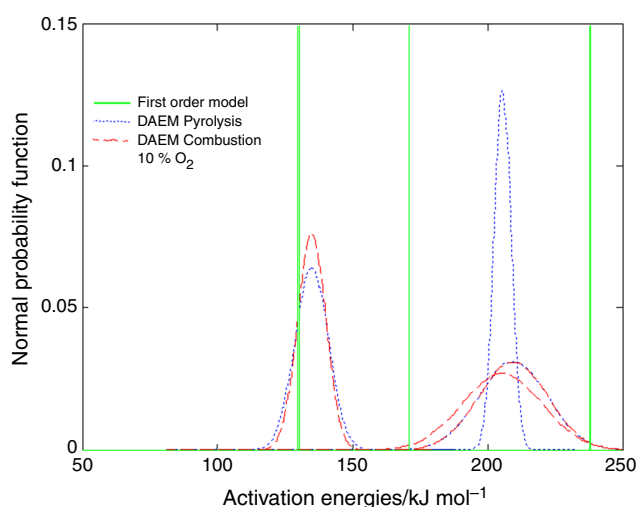 0.15
0.1
0.05
0
Normal probability function
First order model
DAEM Pyrolysis
DAEM Combustion
10 % O₂
50 100 150 200 250
Activation energies/kJ mol⁻¹